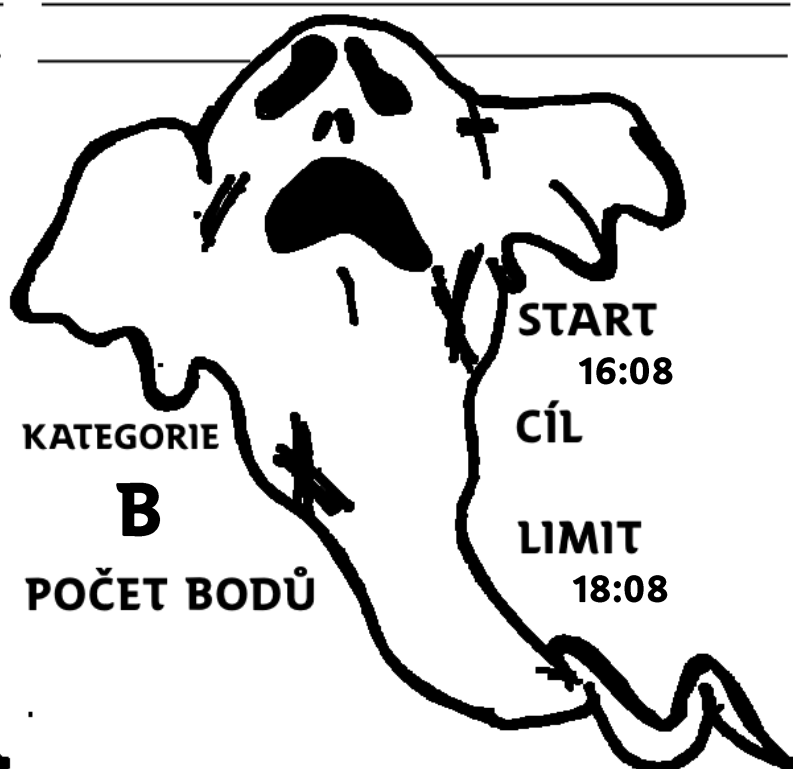 START
16:08
CÍL
KATEGORIE
B
LIMIT
18:08
POČET BODŮ